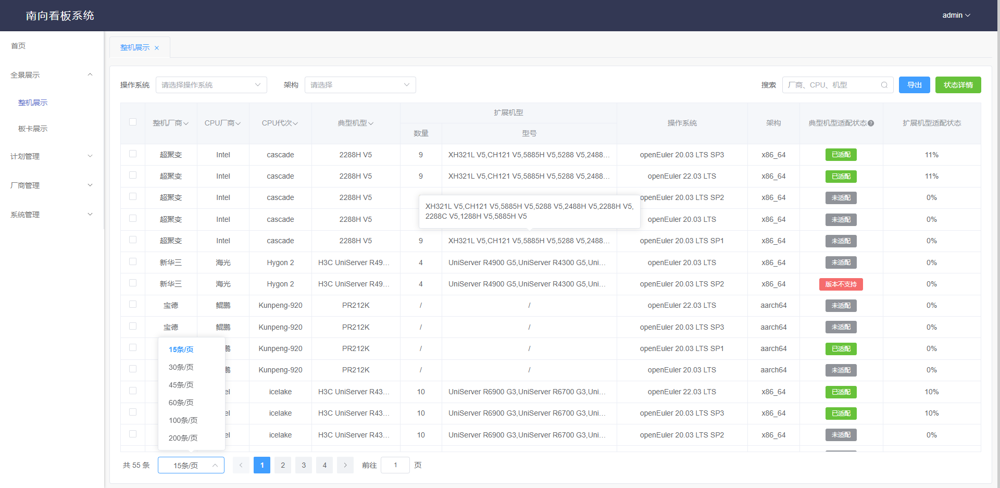 南向看板系统
admin
首页
全景展示
整机展示
板卡展示
计划管理
厂商管理
系统管理
整机展示
操作系统 请选择操作系统 架构 请选择 搜索 厂商、CPU、机型 导出 状态详情
整机厂商 CPU厂商 CPU代次 典型机型 扩展机型 操作系统 架构 典型机型适配状态 扩展机型适配状态
数量 型号
超聚变 Intel cascade 2288H V5 9 XH321L V5,CH121 V5,5885H V5,5288 V5,2488... openEuler 20.03 LTS SP3 x86_64 已适配 11%
超聚变 Intel cascade 2288H V5 9 XH321L V5,CH121 V5,5885H V5,5288 V5,2488... openEuler 22.03 LTS x86_64 已适配 11%
超聚变 Intel cascade 2288H V5 openEuler 20.03 LTS SP2 x86_64 未适配 0%
XH321L V5,CH121 V5,5885H V5,5288 V5,2488H V5,2288H V5,
2288C V5,1288H V5,5885H V5
超聚变 Intel cascade 2288H V5 openEuler 20.03 LTS x86_64 未适配 0%
超聚变 Intel cascade 2288H V5 9 XH321L V5,CH121 V5,5885H V5,5288 V5,2488... openEuler 20.03 LTS SP1 x86_64 未适配 0%
新华三 海光 Hygon 2 H3C UniServer R49... 4 UniServer R4900 G5,UniServer R4300 G5,Uni... openEuler 20.03 LTS x86_64 未适配 0%
新华三 海光 Hygon 2 H3C UniServer R49... 4 UniServer R4900 G5,UniServer R4300 G5,Uni... openEuler 20.03 LTS SP2 x86_64 版本不支持 0%
宝德 鲲鹏 Kunpeng-920 PR212K / / openEuler 22.03 LTS aarch64 未适配 0%
宝德 鲲鹏 Kunpeng-920 PR212K / / openEuler 20.03 LTS SP3 aarch64 未适配 0%
鹏 Kunpeng-920 PR212K / / openEuler 20.03 LTS SP1 aarch64 已适配 0%
鹏 Kunpeng-920 PR212K / / openEuler 20.03 LTS aarch64 未适配 0%
el icelake H3C UniServer R43... 10 UniServer R6900 G3,UniServer R6700 G3,Uni... openEuler 22.03 LTS x86_64 已适配 10%
el icelake H3C UniServer R43... 10 UniServer R6900 G3,UniServer R6700 G3,Uni... openEuler 20.03 LTS SP3 x86_64 已适配 10%
el icelake H3C UniServer R43... 10 UniServer R6900 G3,UniServer R6700 G3,Uni... openEuler 20.03 LTS SP2 x86_64 未适配 0%
15条/页
30条/页
45条/页
60条/页
100条/页
200条/页
共 55 条 15条/页 1 2 3 4 前往 1 页